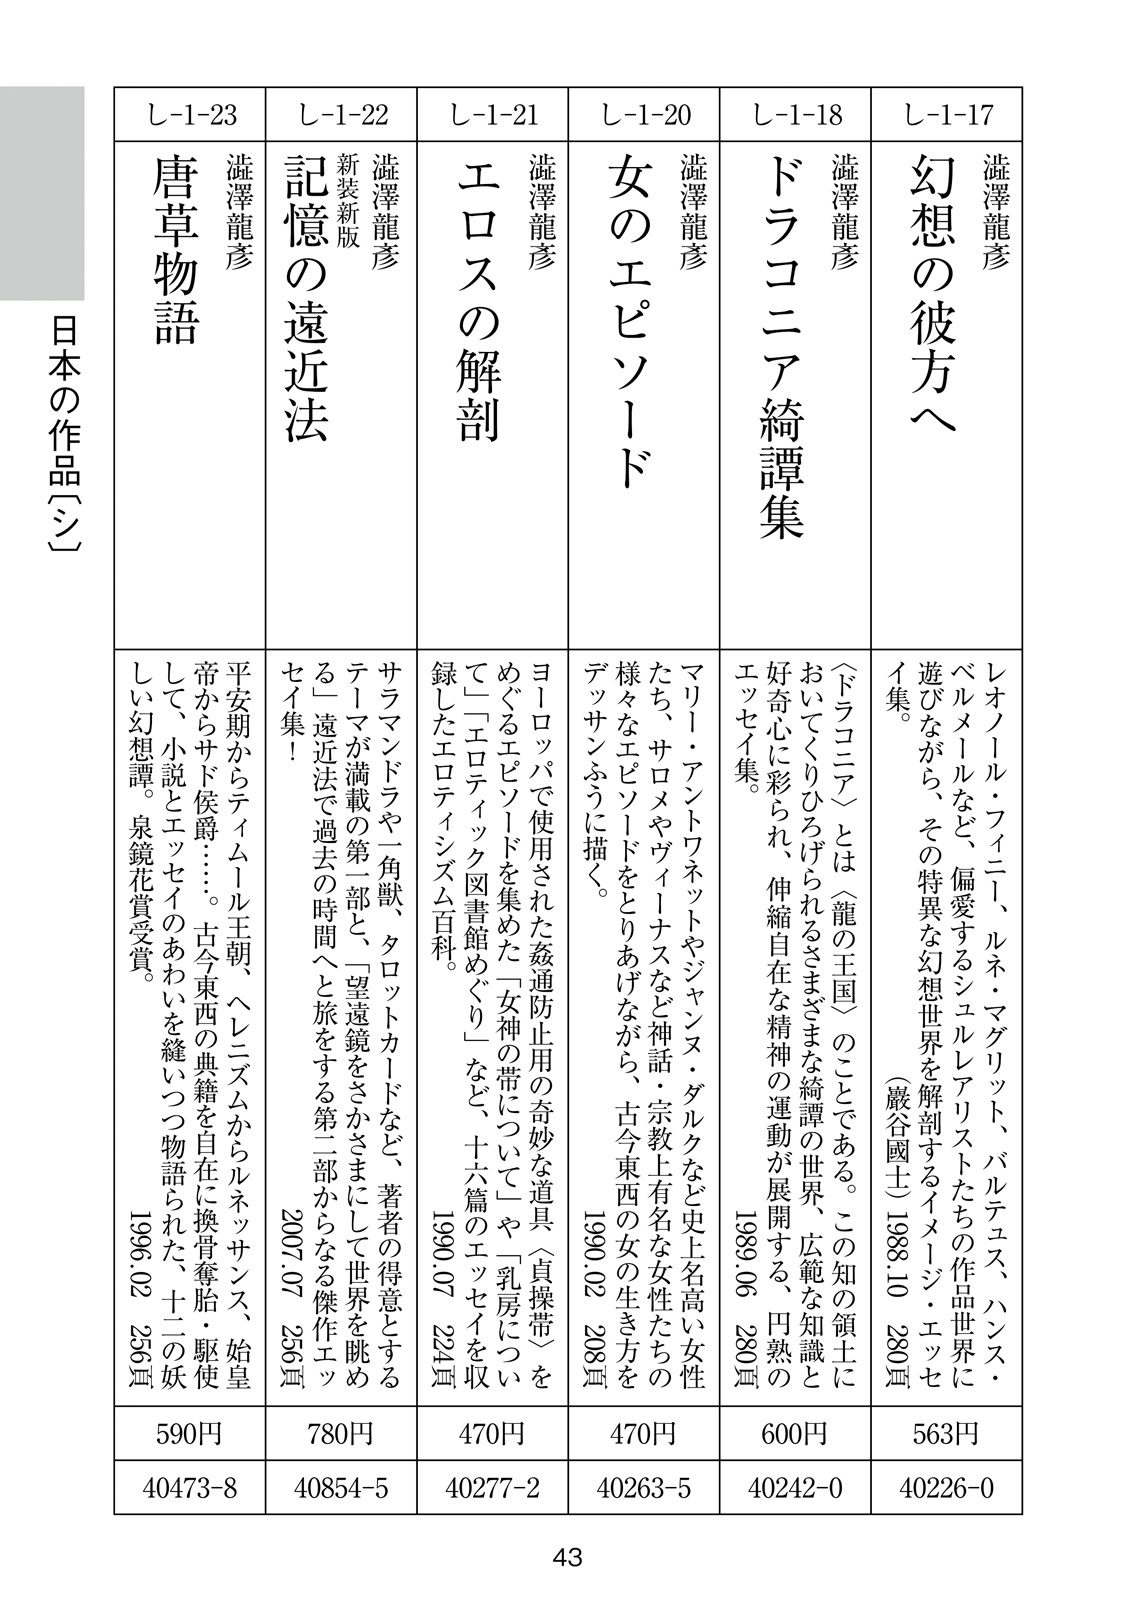 日本の作品〔シ〕
し-1-17
澁澤龍彥
幻想の彼方へ
レオノール・フィニー、ルネ・マグリット、バルテュス、ハンス・
ベルメールなど、偏愛するシュルレアリストたちの作品世界に
遊びながら、その特異な幻想世界を解剖するイメージ・エッセ
イ集。
（巖谷國士）1988.10 280頁
563円
40226-0
し-1-18
澁澤龍彥
ドラコニア綺譚集
〈ドラコニア〉とは〈龍の王国〉のことである。この知の領土に
おいてくりひろげられるさまざまな綺譚の世界、広範な知識と
好奇心に彩られ、伸縮自在な精神の運動が展開する、円熟の
エッセイ集。
1989.06 280頁
600円
40242-0
し-1-20
澁澤龍彥
女のエピソード
マリー・アントワネットやジャンヌ・ダルクなど史上名高い女性
たち、サロメやヴィーナスなど神話・宗教上有名な女性たちの
様々なエピソードをとりあげながら、古今東西の女の生き方を
デッサンふうに描く。
1990.02 208頁
470円
40263-5
し-1-21
澁澤龍彥
エロスの解剖
ヨーロッパで使用された姦通防止用の奇妙な道具〈貞操帯〉を
めぐるエピソードを集めた「女神の帯について」や「乳房につい
て」「エロティック図書館めぐり」など、十六篇のエッセイを収
録したエロティシズム百科。
1990.07 224頁
470円
40277-2
し-1-22
澁澤龍彥
新装新版
記憶の遠近法
サラマンドラや一角獣、タロットカードなど、著者の得意とする
テーマが満載の第一部と、「望遠鏡をさかさまにして世界を眺め
る」遠近法で過去の時間へと旅をする第二部からなる傑作エッ
セイ集！
2007.07 256頁
780円
40854-5
し-1-23
澁澤龍彥
唐草物語
平安期からティムール王朝、ヘレニズムからルネッサンス、始皇
帝からサド侯爵……。古今東西の典籍を自在に換骨奪胎・駆使
して、小説とエッセイのあわいを縫いつつ物語られた、十二の妖
しい幻想譚。泉鏡花賞受賞。
1996.02 256頁
590円
40473-8
43